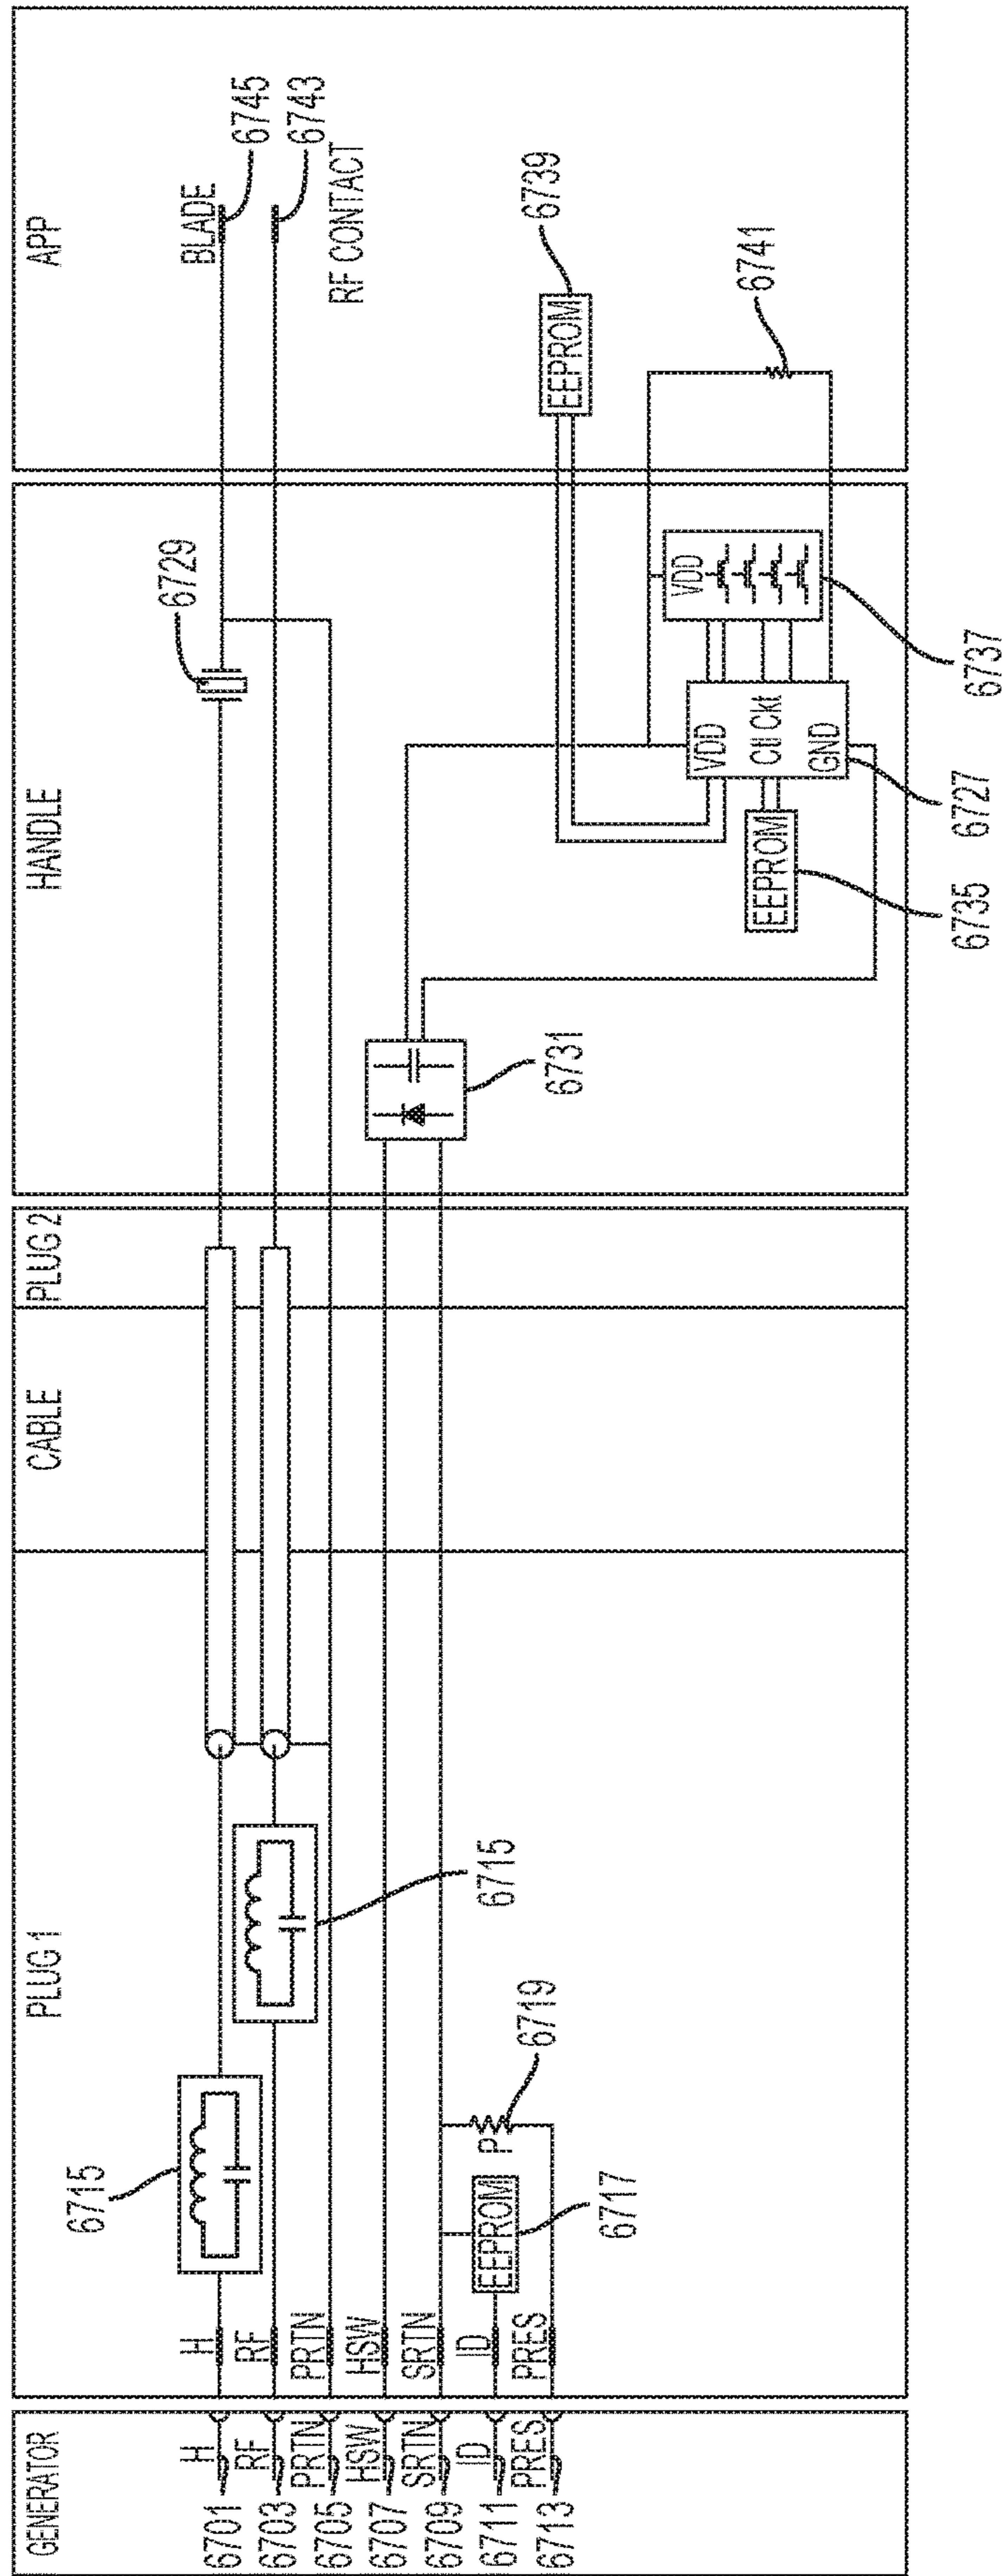 GENERATOR
6701
6703
6705
6707
6709
6711
6713
H
RF
PRTN
HSW
SRTN
ID
PRES
PLUG 1
H
RF
PRTN
HSW
SRTN
ID
PRES
6715
6715
EEPROM
6717
P
6719
CABLE
PLUG 2
HANDLE
6729
6731
VDD
Ctl Ckt
GND
6727
EEPROM
6735
VDD
6737
APP
BLADE
6745
6743
RF CONTACT
EEPROM
6739
6741